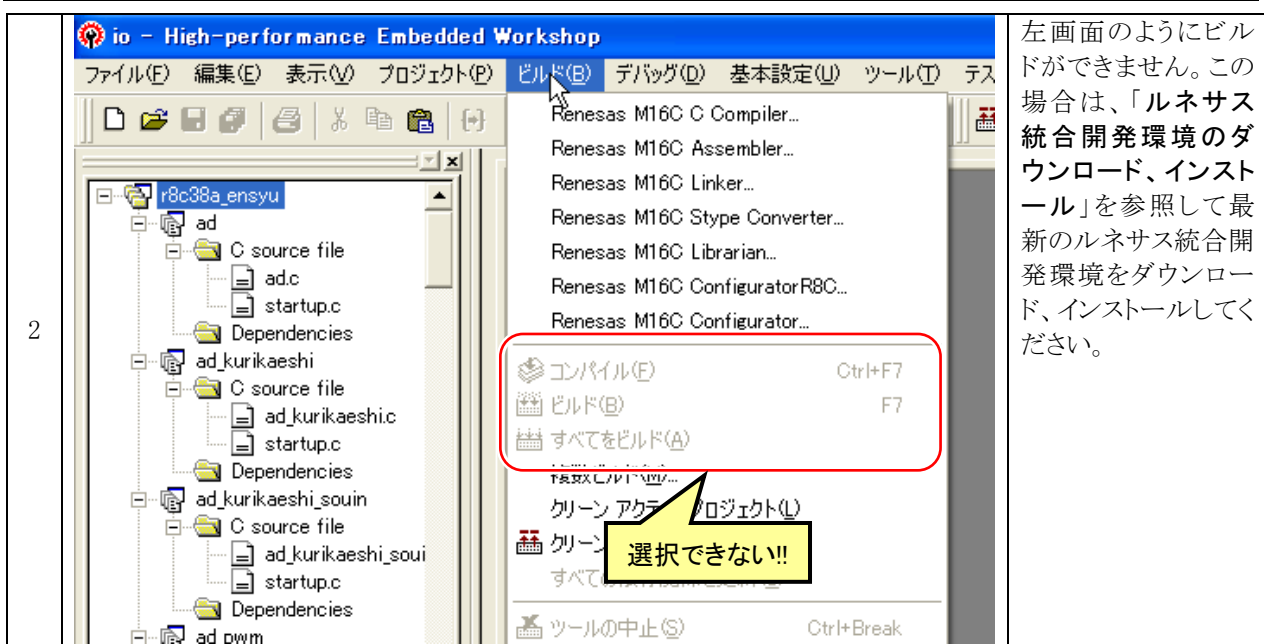 2
io - High-performance Embedded Workshop
ファイル(F) 編集(E) 表示(V) プロジェクト(P) ビルド(B) デバッグ(D) 基本設定(U) ツール(T) テス
r8c38a_ensyu
ad
C source file
ad.c
startup.c
Dependencies
ad_kurikaeshi
C source file
ad_kurikaeshi.c
startup.c
Dependencies
ad_kurikaeshi_souin
C source file
ad_kurikaeshi_soui
startup.c
Dependencies
ad_pwm
Renesas M16C C Compiler...
Renesas M16C Assembler...
Renesas M16C Linker...
Renesas M16C Stype Converter...
Renesas M16C Librarian...
Renesas M16C ConfiguratorR8C...
Renesas M16C Configurator...
コンパイル(F) Ctrl+F7
ビルド(B) F7
すべてをビルド(A)
複数ビルド(M)...
クリーン アクテ プロジェクト(L)
クリーン
すべての
ツールの中止(S) Ctrl+Break
選択できない!!
左画面のようにビル
ドができません。この
場合は、「ルネサス
統合開発環境のダ
ウンロード、インスト
ール」を参照して最
新のルネサス統合開
発環境をダウンロー
ド、インストールしてく
ださい。